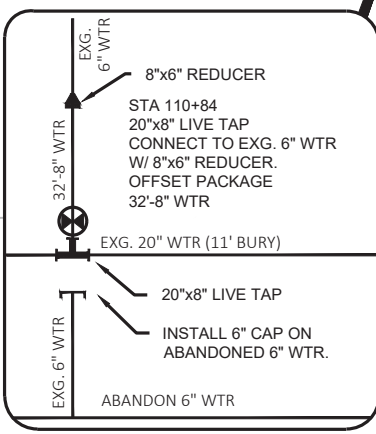 EXG.
6" WTR
8"x6" REDUCER
STA 110+84
20"x8" LIVE TAP
CONNECT TO EXG. 6" WTR
W/ 8"x6" REDUCER.
OFFSET PACKAGE
32'-8" WTR
32'-8" WTR
EXG. 20" WTR (11' BURY)
20"x8" LIVE TAP
INSTALL 6" CAP ON
ABANDONED 6" WTR.
EXG. 6" WTR
ABANDON 6" WTR